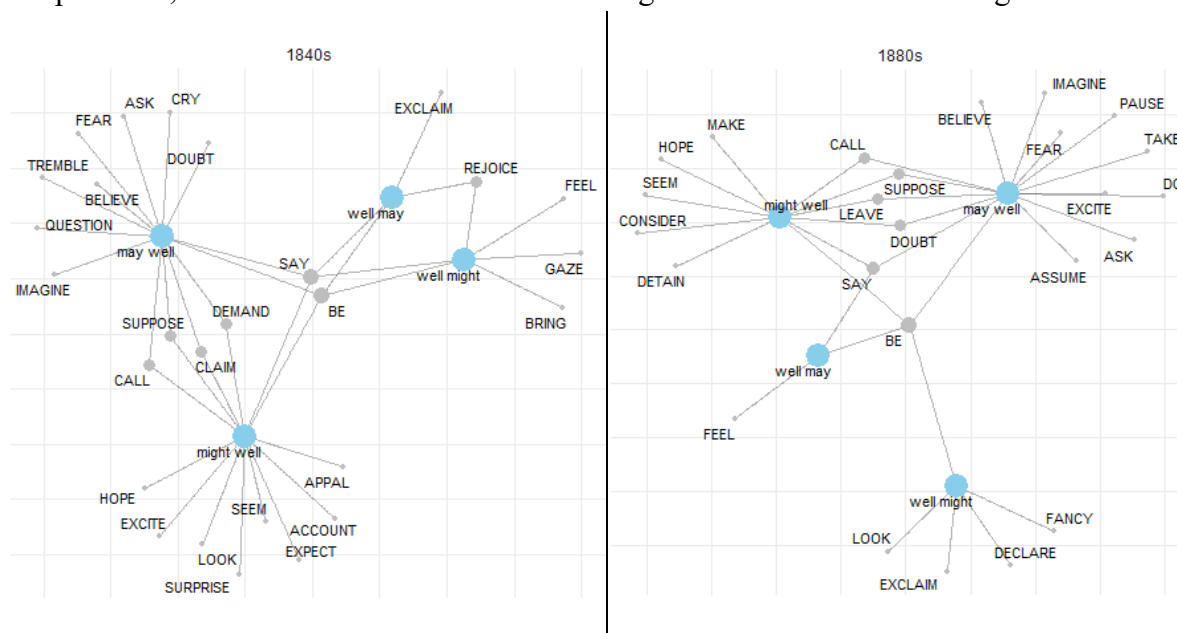 1840s
EXCLAIM
ASK
CRY
FEAR
DOUBT
TREMBLE
BELIEVE
REJOICE
FEEL
QUESTION
well may
may well
SAY
well might
GAZE
IMAGINE
BE
BRING
SUPPOSE
DEMAND
CLAIM
CALL
might well
HOPE
APPAL
SEEM
EXCITE
ACCOUNT
LOOK
EXPECT
SURPRISE
1880s
IMAGINE
PAUSE
BELIEVE
MAKE
TAKE
HOPE
CALL
FEAR
SEEM
SUPPOSE
might well
LEAVE
may well
EXCITE
CONSIDER
DOUBT
ASK
DETAIN
SAY
ASSUME
BE
well may
FEEL
well might
FANCY
LOOK
DECLARE
EXCLAIM